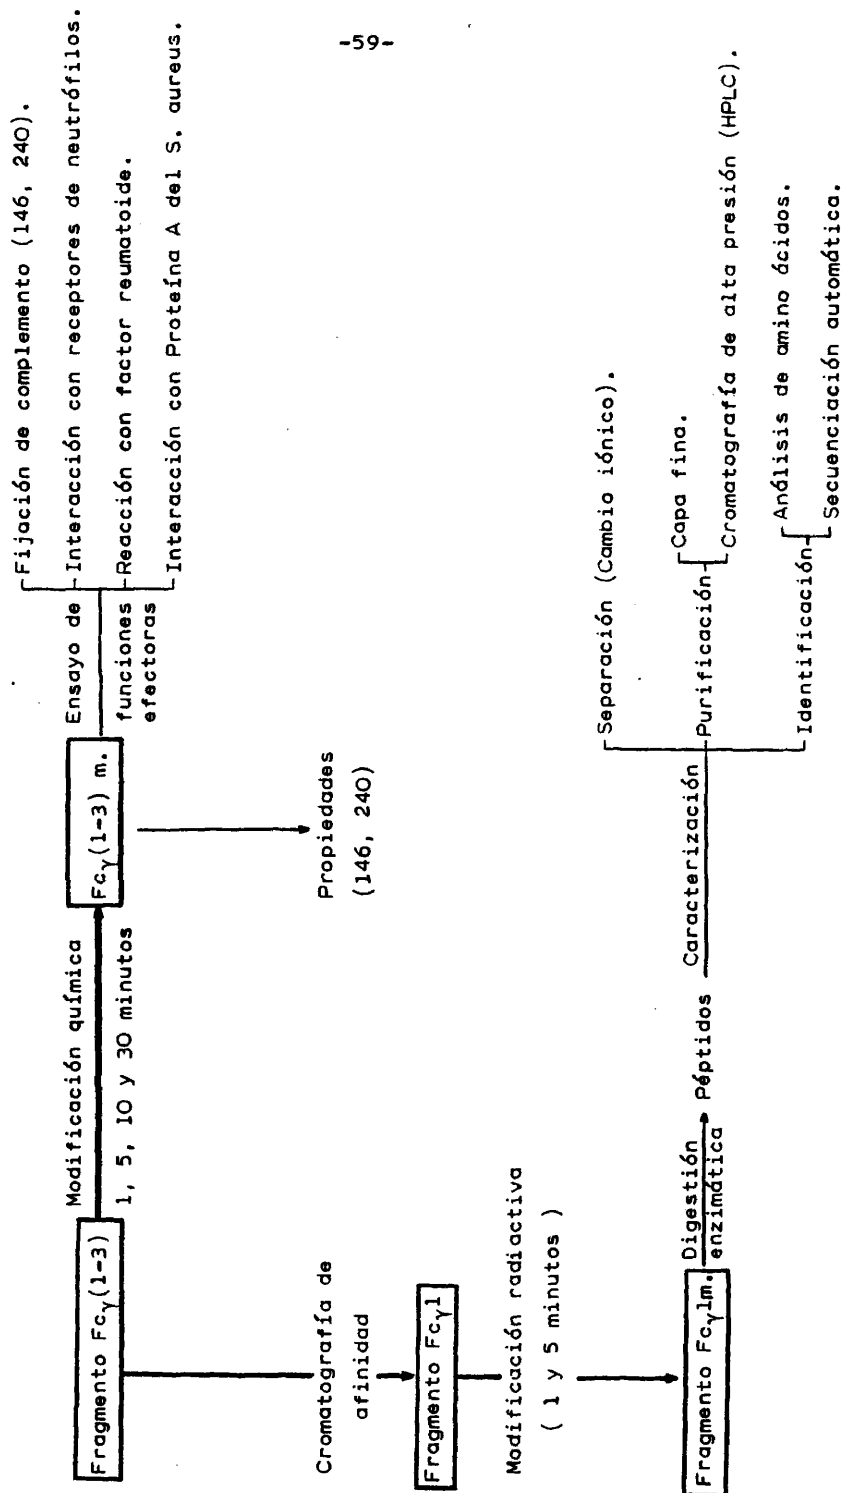 -59-
Fragmento Fcγ(1-3)
Modificación química
1, 5, 10 y 30 minutos
Fcγ(1-3) m.
Ensayo de
funciones
efectoras
Fijación de complemento (146, 240).
Interacción con receptores de neutrófilos.
Reacción con factor reumatoide.
Interacción con Proteína A del S. aureus.
Propiedades
(146, 240)
Cromatografía de
afinidad
Fragmento Fcγ1
Modificación radiactiva
( 1 y 5 minutos )
Fragmento Fcγ1m.
Digestión
enzimática
Péptidos
Caracterización
Separación (Cambio iónico).
Purificación
Capa fina.
Cromatografía de alta presión (HPLC).
Identificación
Análisis de amino ácidos.
Secuenciación automática.